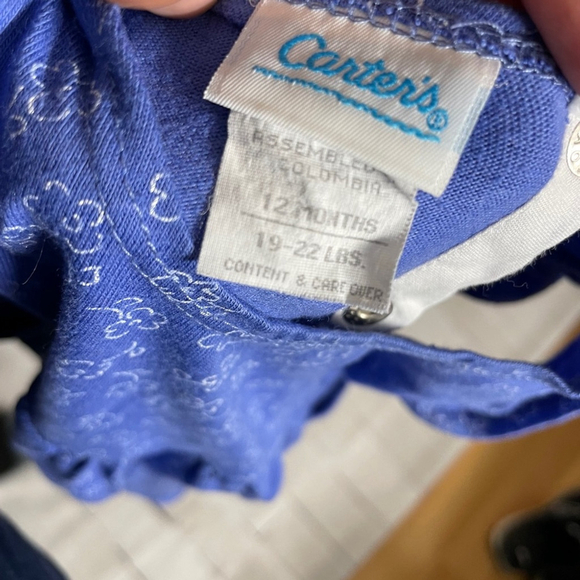 Carter's®
ASSEMBLED
COLOMBIA
12 MONTHS
19-22 LBS.
CONTENT & CARE OVER